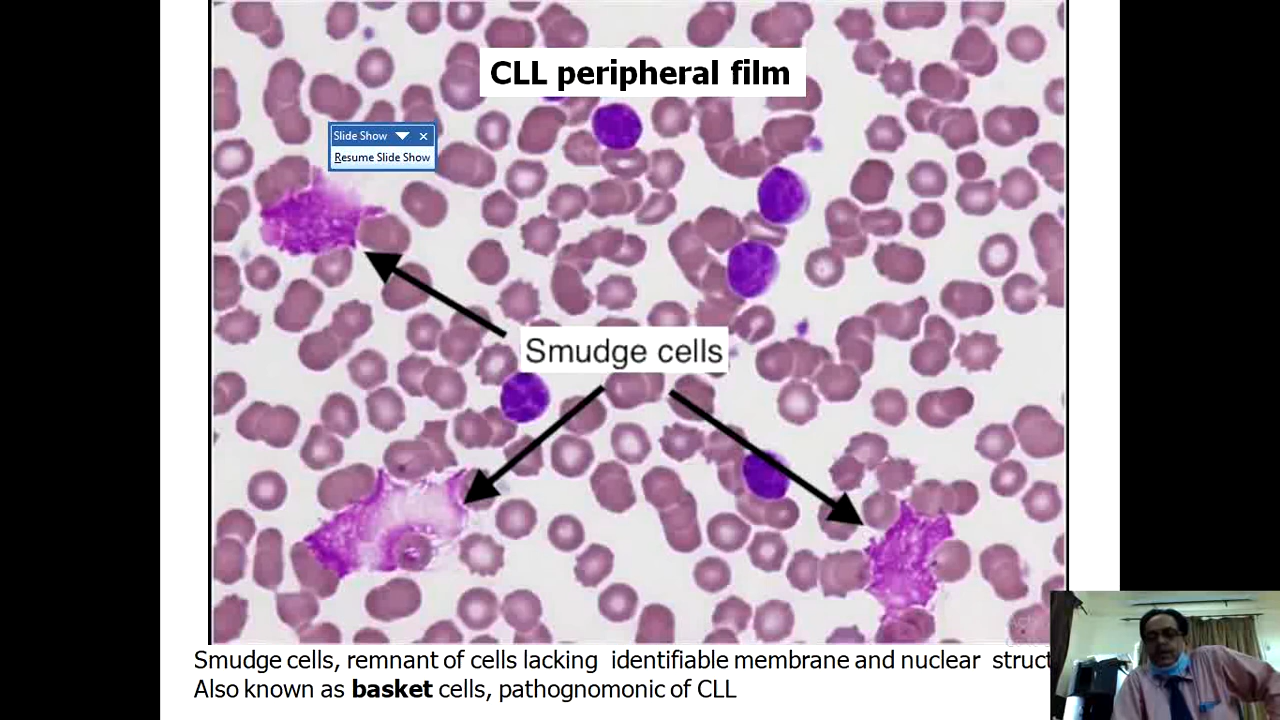 CLL peripheral film
Slide Show
Resume Slide Show
Smudge cells
Smudge cells, remnant of cells lacking identifiable membrane and nuclear struct
Also known as basket cells, pathognomonic of CLL